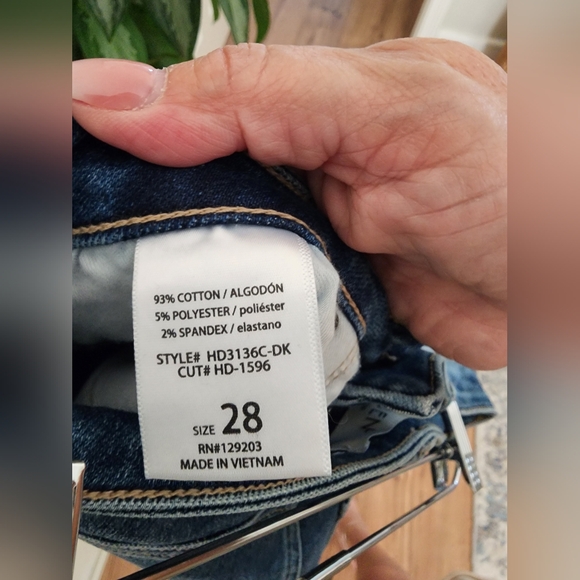 93% COTTON / ALGODÓN
5% POLYESTER / poliéster
2% SPANDEX / elastano
STYLE# HD3136C-DK
CUT# HD-1596
SIZE 28
RN#129203
MADE IN VIETNAM